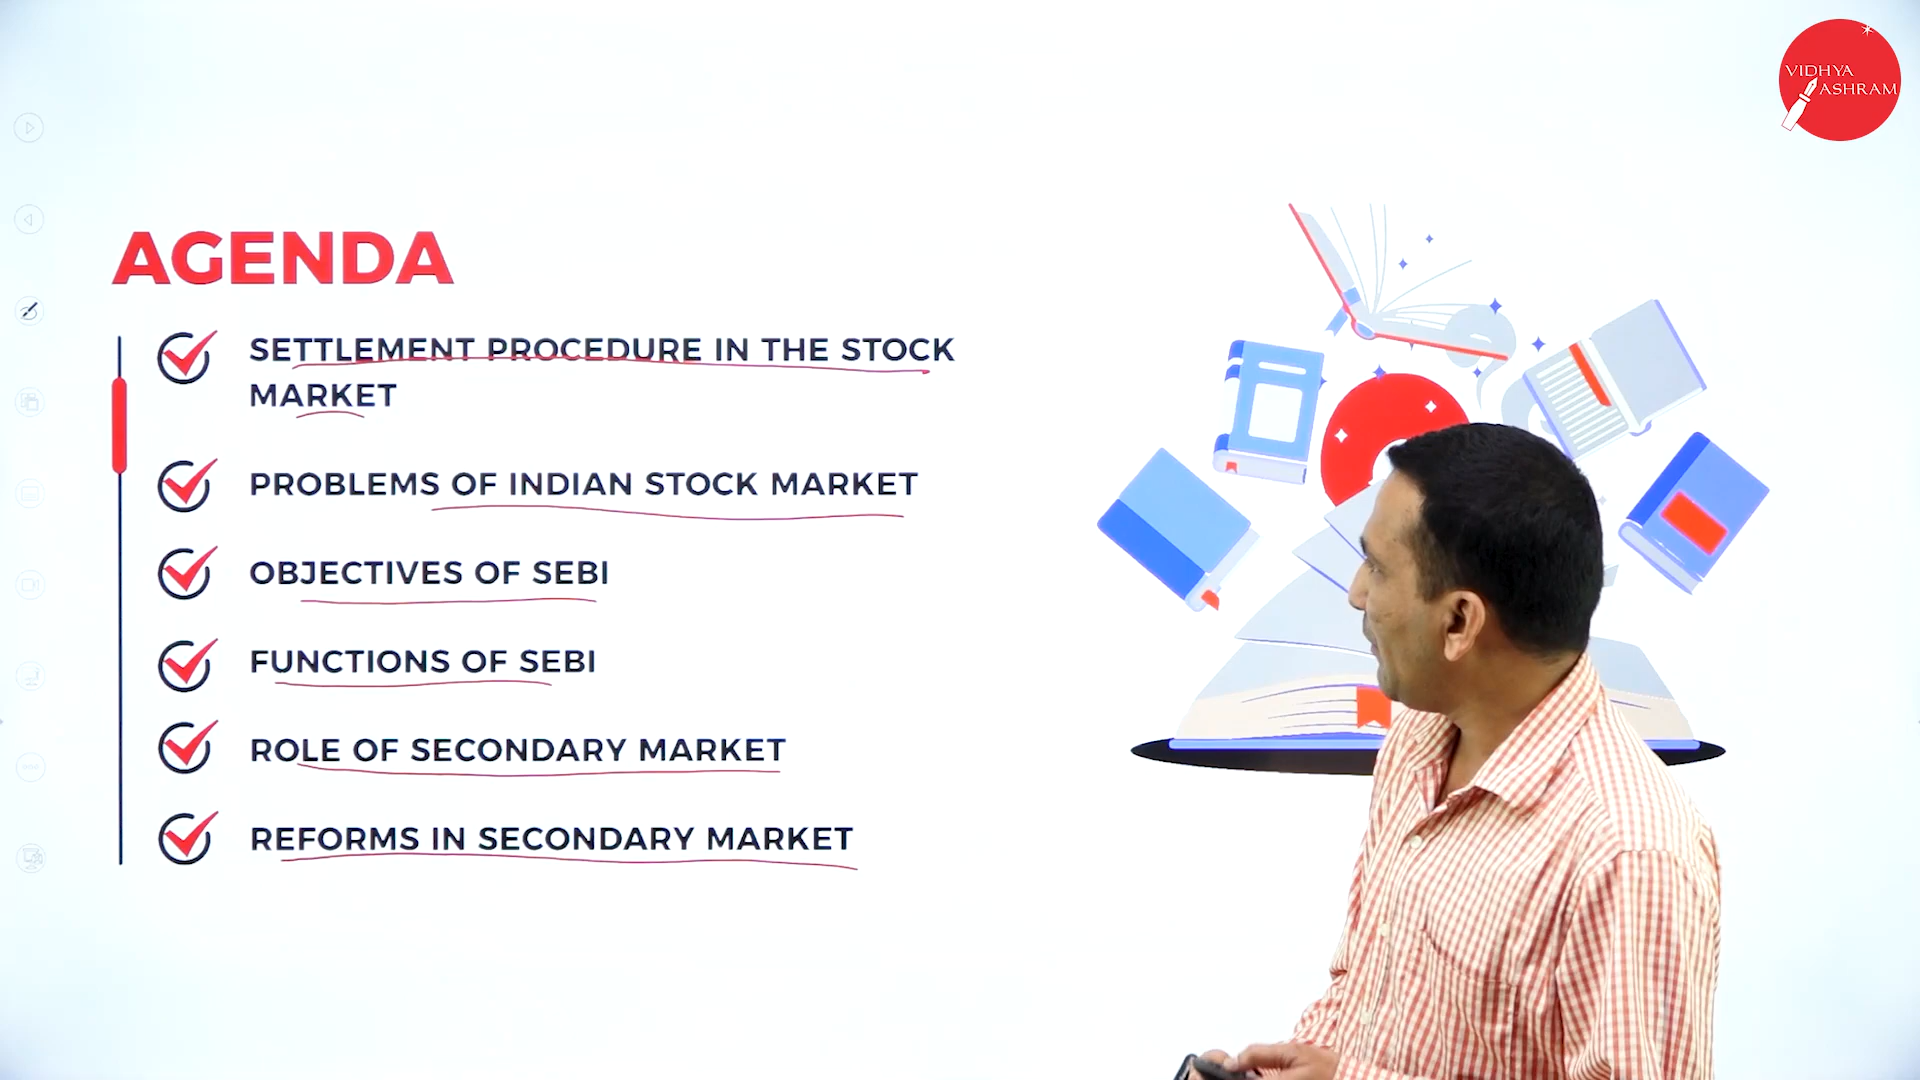 VIDHYA
ASHRAM
AGENDA
SETTLEMENT PROCEDURE IN THE STOCK
MARKET
PROBLEMS OF INDIAN STOCK MARKET
OBJECTIVES OF SEBI
FUNCTIONS OF SEBI
ROLE OF SECONDARY MARKET
REFORMS IN SECONDARY MARKET